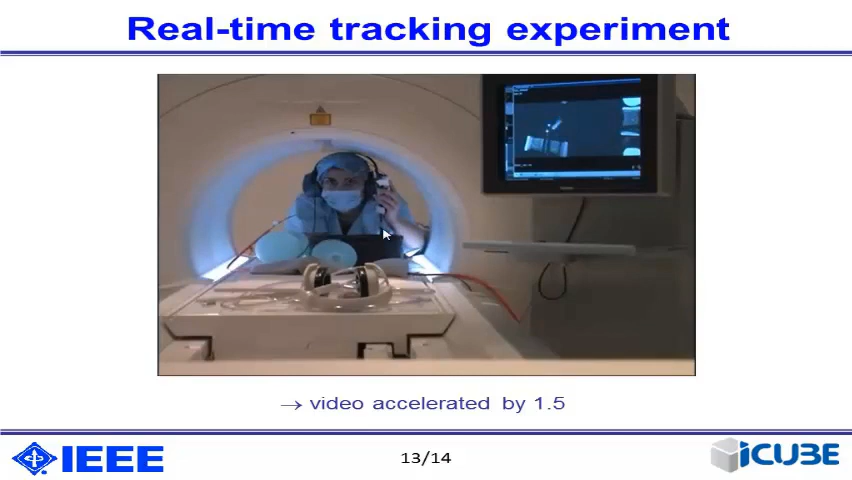 Real-time tracking experiment
→ video accelerated by 1.5
IEEE
13/14
iCUBE